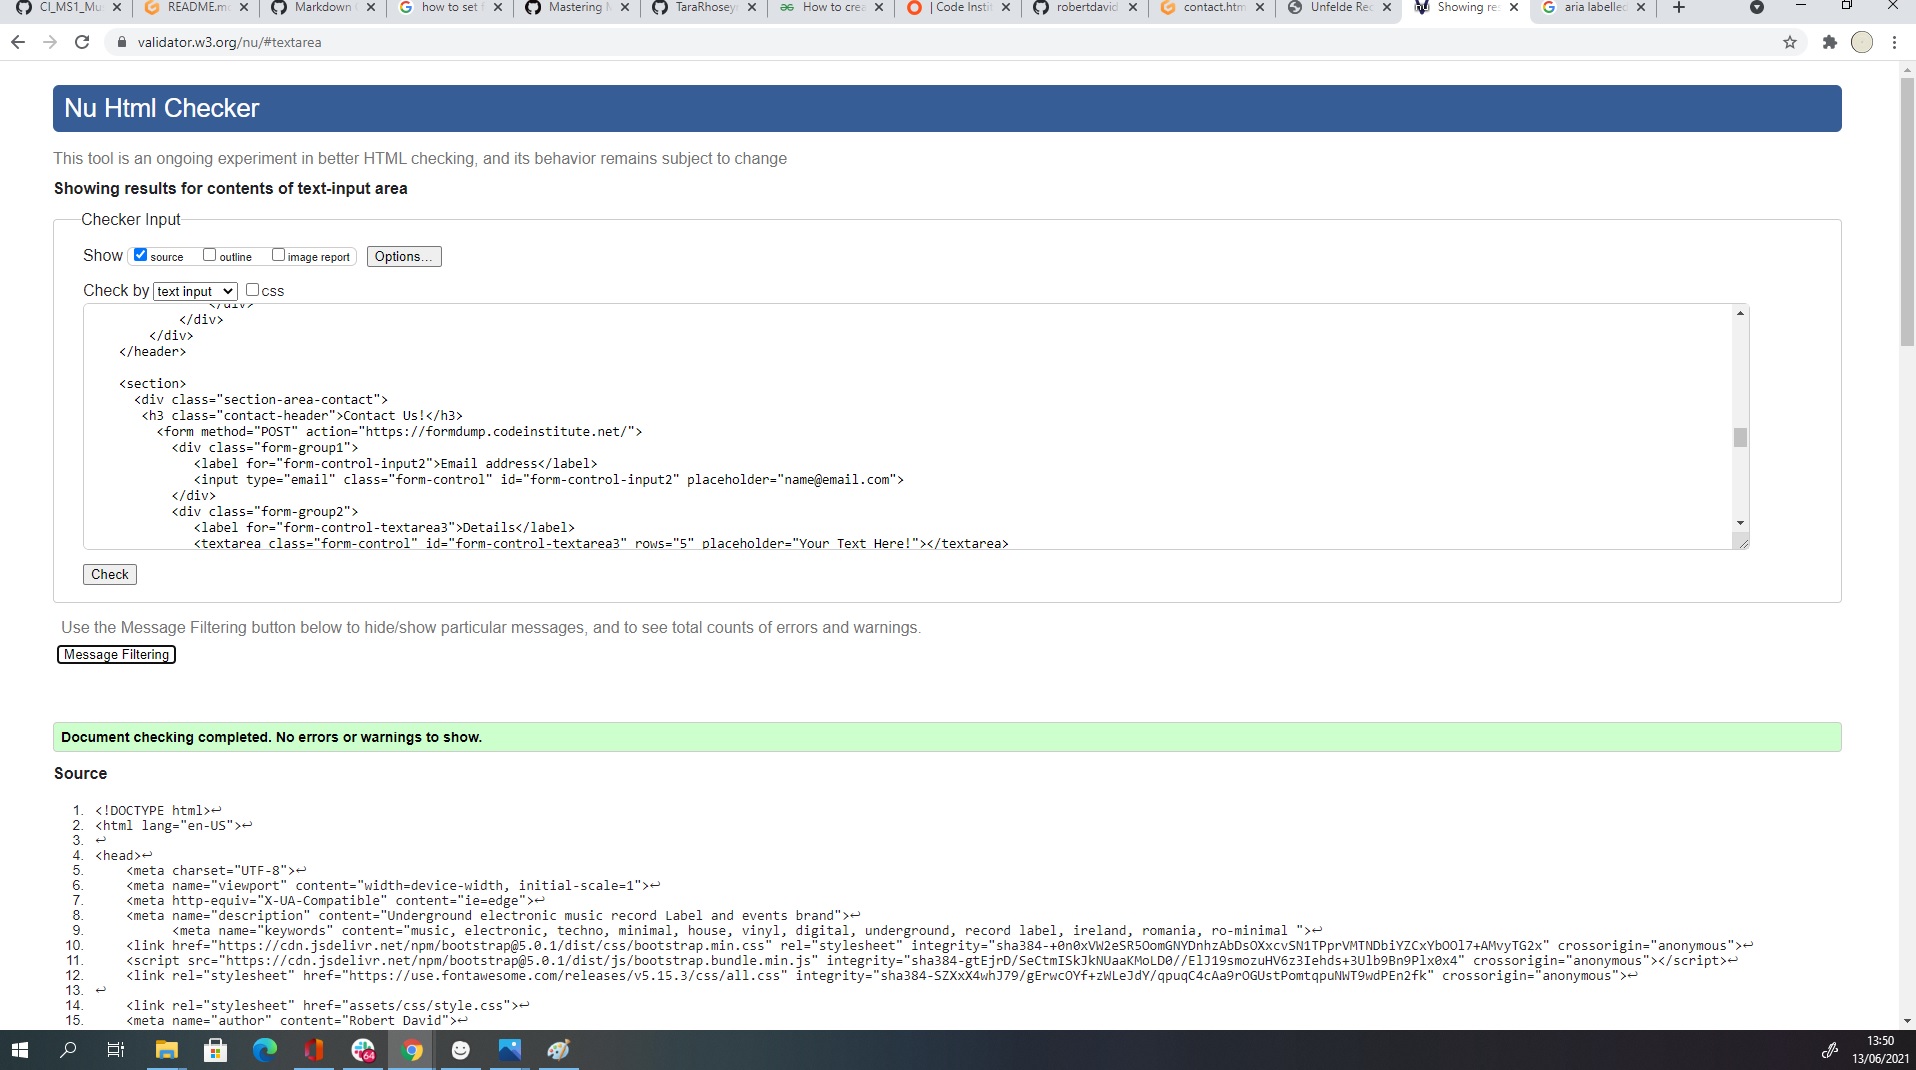 CI_MS1_Mu
README.m
Markdown
how to set f
Mastering
TaraRhosey
How to crea
| Code Insti
robertdavid
contact.htm
Unfelde Rec
Showing res
aria labelled
validator.w3.org/nu/#textarea
Nu Html Checker
This tool is an ongoing experiment in better HTML checking, and its behavior remains subject to change
Showing results for contents of text-input area
Checker Input
Show source outline image report Options...
Check by text input css
</div>
</div>
</div>
</header>
<section>
<div class="section-area-contact">
<h3 class="contact-header">Contact Us!</h3>
<form method="POST" action="https://formdump.codeinstitute.net/">
<div class="form-group1">
<label for="form-control-input2">Email address</label>
<input type="email" class="form-control" id="form-control-input2" placeholder="name@email.com">
</div>
<div class="form-group2">
<label for="form-control-textarea3">Details</label>
<textarea class="form-control" id="form-control-textarea3" rows="5" placeholder="Your Text Here!"></textarea>
Check
Use the Message Filtering button below to hide/show particular messages, and to see total counts of errors and warnings.
Message Filtering
Document checking completed. No errors or warnings to show.
Source
1. <!DOCTYPE html>↩
2. <html lang="en-US">↩
3. ↩
4. <head>↩
5. <meta charset="UTF-8">↩
6. <meta name="viewport" content="width=device-width, initial-scale=1">↩
7. <meta http-equiv="X-UA-Compatible" content="ie=edge">↩
8. <meta name="description" content="Underground electronic music record Label and events brand">↩
9. <meta name="keywords" content="music, electronic, techno, minimal, house, vinyl, digital, underground, record label, ireland, romania, ro-minimal ">↩
10. <link href="https://cdn.jsdelivr.net/npm/bootstrap@5.0.1/dist/css/bootstrap.min.css" rel="stylesheet" integrity="sha384-+0n0xVW2eSR5OomGNYDnhzAbDsOXxcvSN1TPprVMTNDbiYZCxYbOOl7+AMvyTG2x" crossorigin="anonymous">↩
11. <script src="https://cdn.jsdelivr.net/npm/bootstrap@5.0.1/dist/js/bootstrap.bundle.min.js" integrity="sha384-gtEjrD/SeCtmISkJkNUaaKMoLD0//ElJ19smozuHV6z3Iehds+3Ulb9Bn9Plx0x4" crossorigin="anonymous"></script>↩
12. <link rel="stylesheet" href="https://use.fontawesome.com/releases/v5.15.3/css/all.css" integrity="sha384-SZXxX4whJ79/gErwcOYf+zWLeJdY/qpuqC4cAa9rOGUstPomtqpuNWT9wdPEn2fk" crossorigin="anonymous">↩
13. ↩
14. <link rel="stylesheet" href="assets/css/style.css">↩
15. <meta name="author" content="Robert David">↩
64
13:50
13/06/2021